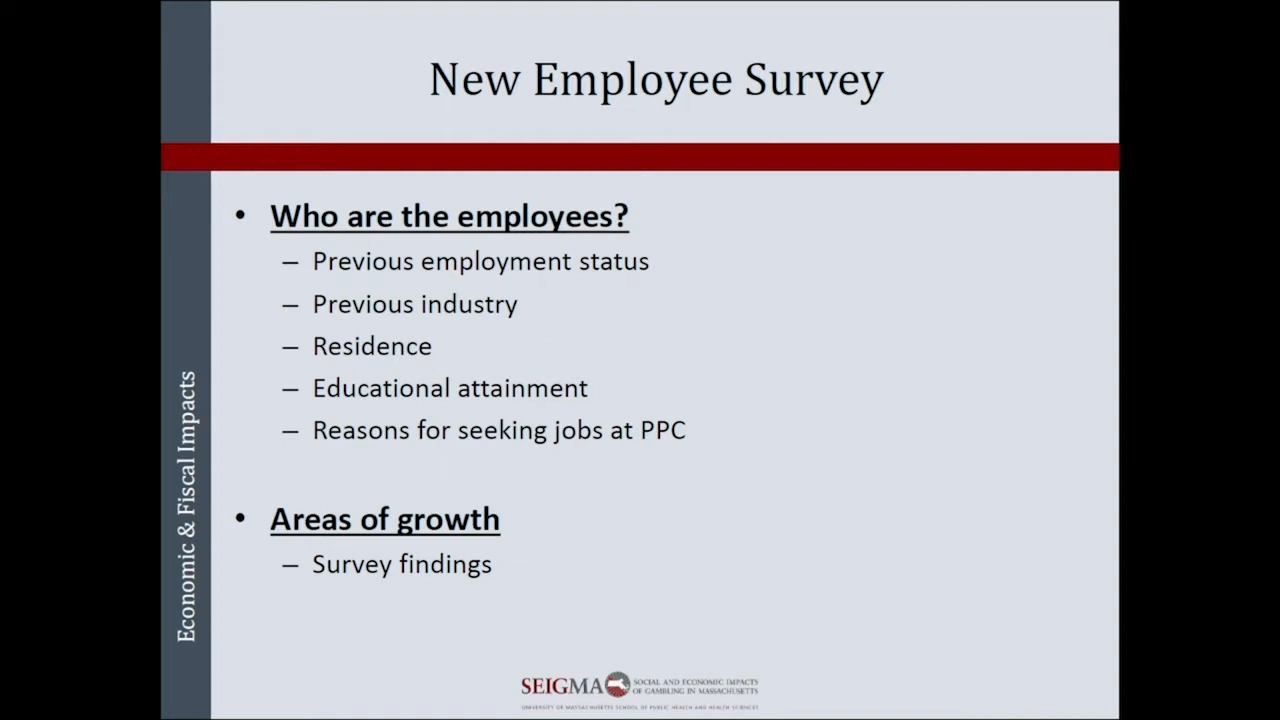 New Employee Survey
• Who are the employees?
– Previous employment status
– Previous industry
– Residence
– Educational attainment
– Reasons for seeking jobs at PPC
• Areas of growth
– Survey findings
Economic & Fiscal Impacts
SEIGMA
SOCIAL AND ECONOMIC IMPACTS
OF GAMBLING IN MASSACHUSETTS
UNIVERSITY OF MASSACHUSETTS SCHOOL OF PUBLIC HEALTH AND HEALTH SCIENCES